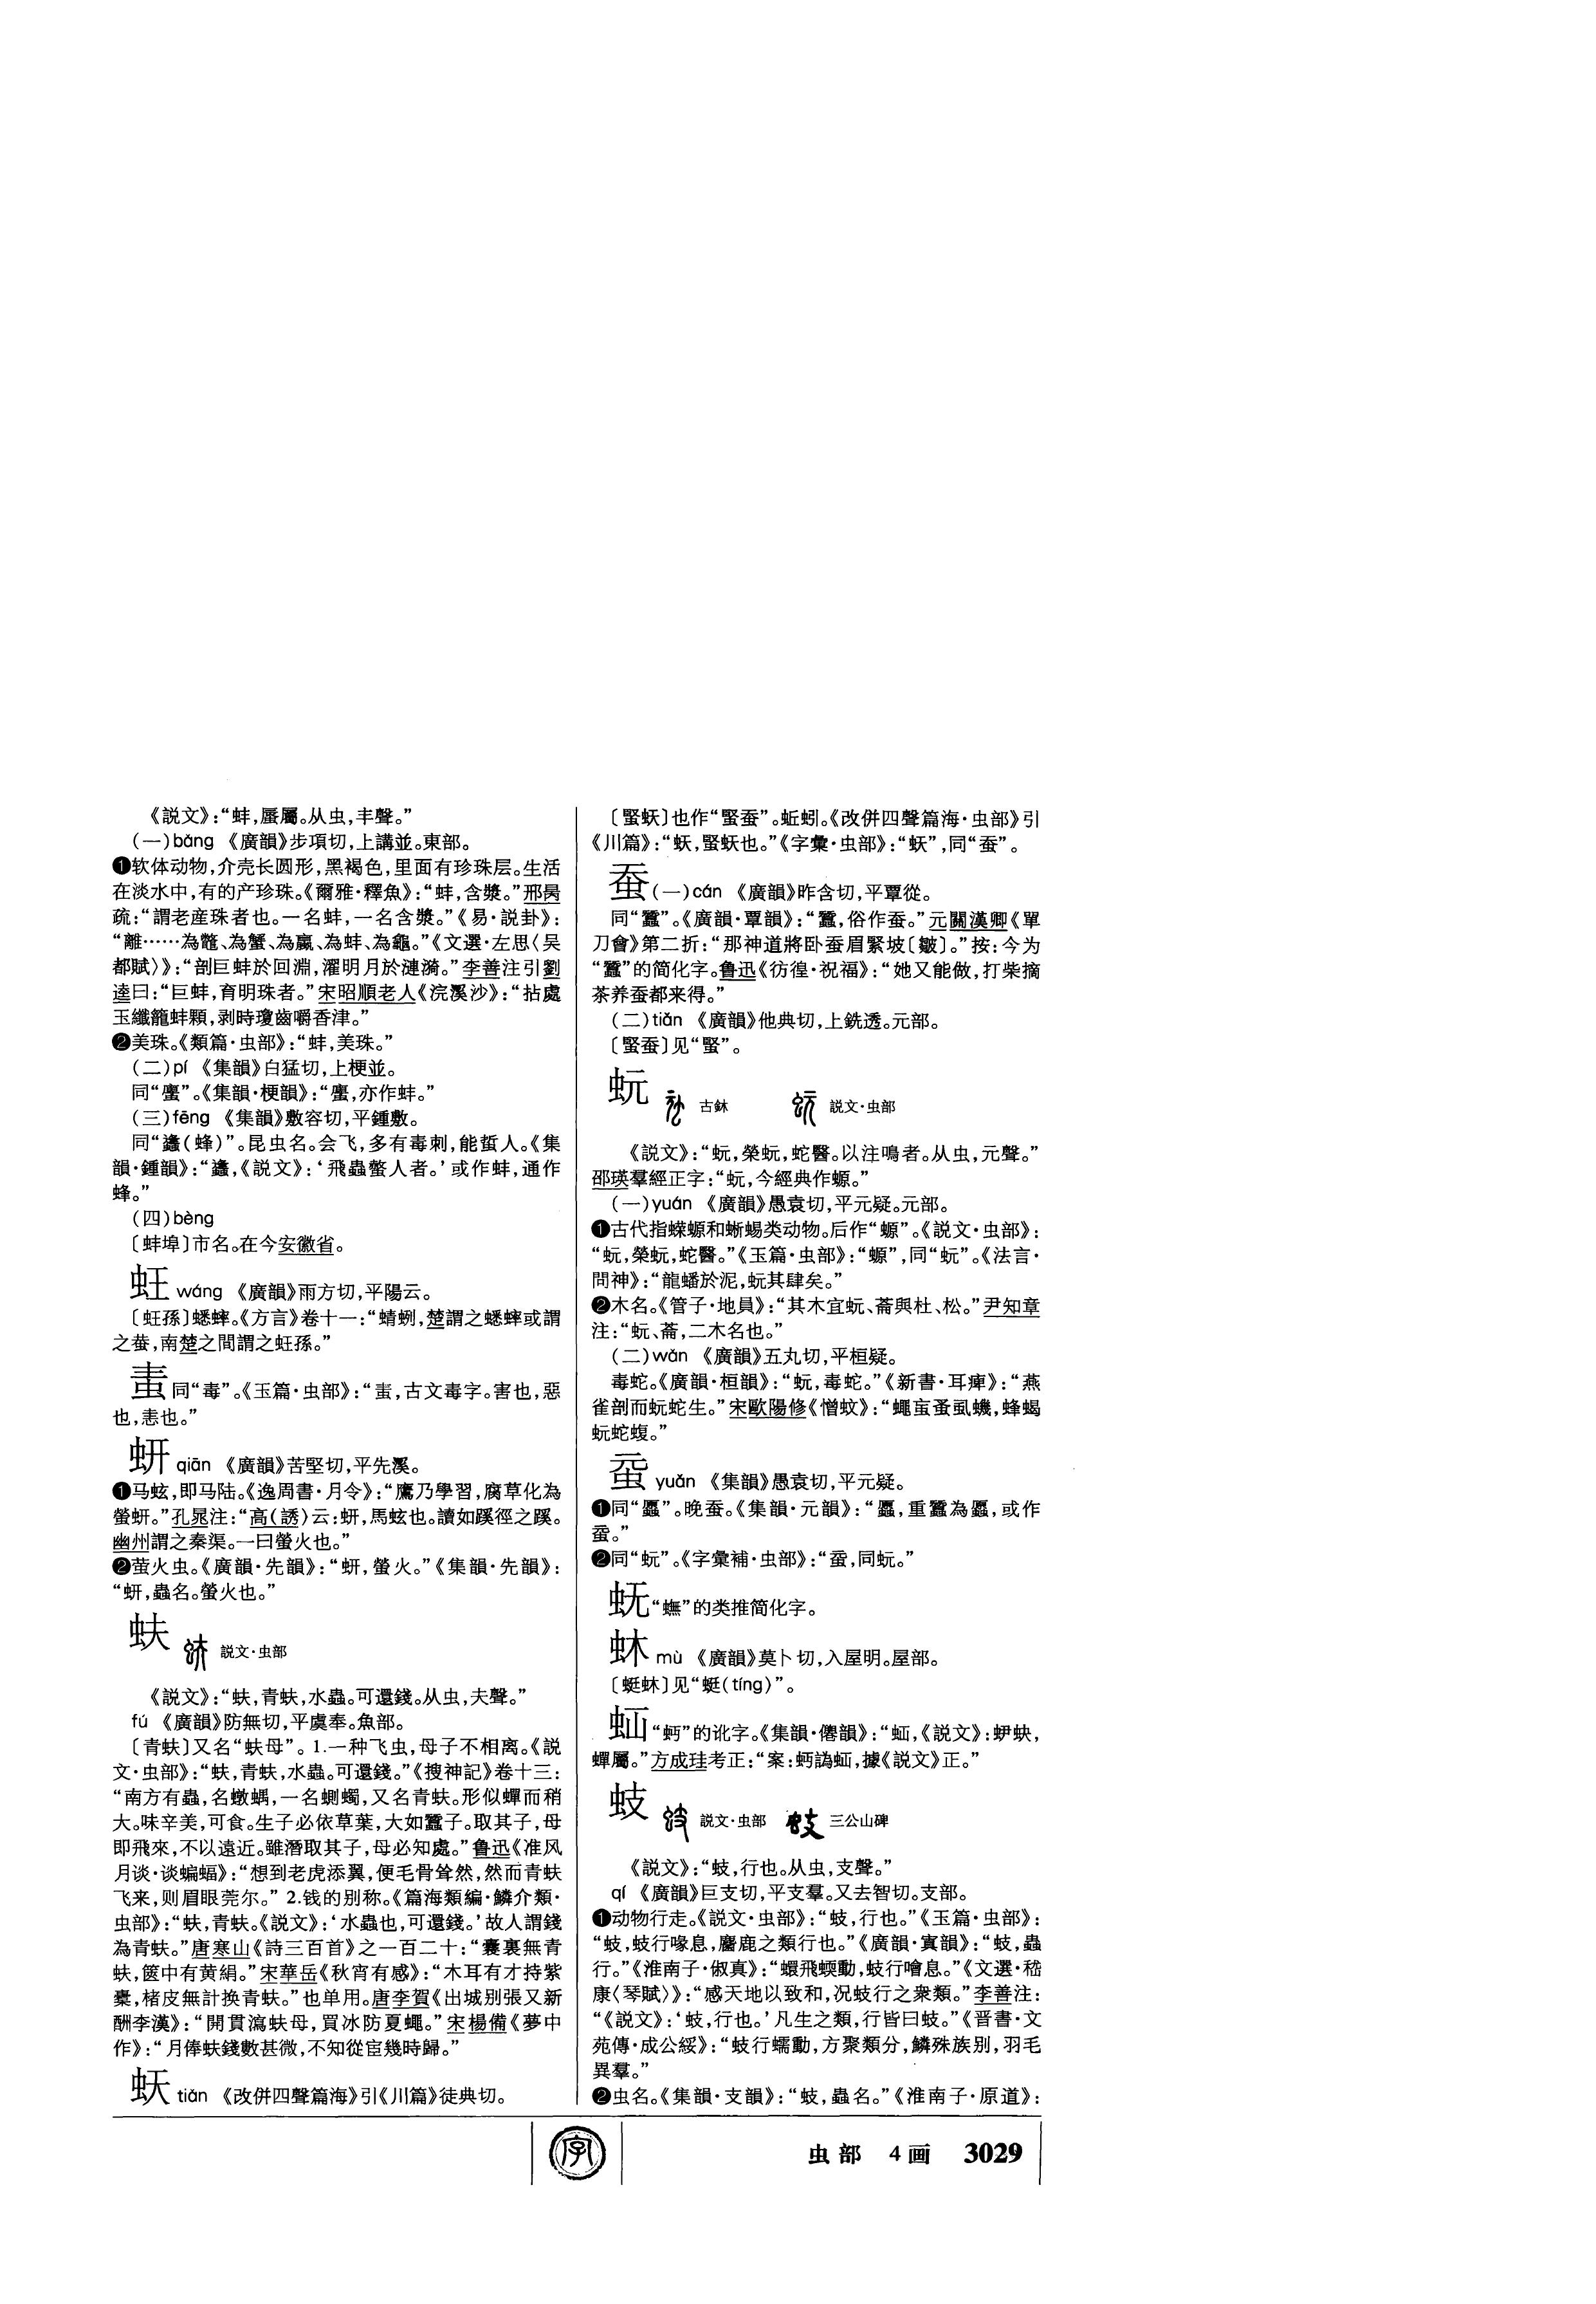 《説文》：“蚌，蜃屬。从虫，丰聲。”
（一）bàng 《廣韻》步項切，上講並。東部。
❶软体动物，介壳长圆形，黑褐色，里面有珍珠层。生活
在淡水中，有的产珍珠。《爾雅·釋魚》：“蚌，含漿。”邢昺
疏：“謂老産珠者也。一名蚌，一名含漿。”《易·説卦》：
“離……為鼈、為蟹、為蠃、為蚌、為龜。”《文選·左思〈吴
都賦〉》：“剖巨蚌於回淵，濯明月於漣漪。”李善注引劉
逵曰：“巨蚌，育明珠者。”宋昭順老人《浣溪沙》：“拈處
玉纖籠蚌顆，剥時瓊齒嚼香津。”
❷美珠。《類篇·虫部》：“蚌，美珠。”
（二）pí 《集韻》白猛切，上梗並。
同“蠯”。《集韻·梗韻》：“蠯，亦作蚌。”
（三）fēng 《集韻》敷容切，平鍾敷。
同“䗬（蜂）”。昆虫名。会飞，多有毒刺，能蜇人。《集
韻·鍾韻》：“䗬，《説文》：‘飛蟲螫人者。’或作蚌，通作
蜂。”
（四）bèng
〔蚌埠〕市名。在今安徽省。
蚟 wáng 《廣韻》雨方切，平陽云。
〔蚟孫〕蟋蟀。《方言》卷十一：“蜻蛚，楚謂之蟋蟀或謂
之蛬，南楚之間謂之蚟孫。”
同“毒”。《玉篇·虫部》：“，古文毒字。害也，惡
也，恚也。”
蚈 qiān 《廣韻》苦堅切，平先溪。
❶马蚿，即马陆。《逸周書·月令》：“鷹乃學習，腐草化為
螢蚈。”孔晁注：“高（誘）云：蚈，馬蚿也。讀如蹊徑之蹊。
幽州謂之秦渠。一曰螢火也。”
❷萤火虫。《廣韻·先韻》：“蚈，螢火。”《集韻·先韻》：
“蚈，蟲名。螢火也。”
蚨 説文·虫部
《説文》：“蚨，青蚨，水蟲。可還錢。从虫，夫聲。”
fú 《廣韻》防無切，平虞奉。魚部。
〔青蚨〕又名“蚨母”。1.一种飞虫，母子不相离。《説
文·虫部》：“蚨，青蚨，水蟲。可還錢。”《搜神記》卷十三：
“南方有蟲，名𧑒蝺，一名蝍蠋，又名青蚨。形似蟬而稍
大。味辛美，可食。生子必依草葉，大如蠶子。取其子，母
即飛來，不以遠近。雖潛取其子，母必知處。”鲁迅《准风
月谈·谈蝙蝠》：“想到老虎添翼，便毛骨耸然，然而青蚨
飞来，则眉眼莞尔。” 2.钱的别称。《篇海類編·鱗介類·
虫部》：“蚨，青蚨。《説文》：‘水蟲也，可還錢。’故人謂錢
為青蚨。”唐寒山《詩三百首》之一百二十：“囊裏無青
蚨，篋中有黄絹。”宋華岳《秋宵有感》：“木耳有才持紫
橐，楮皮無計换青蚨。”也单用。唐李賀《出城别張又新
酬李漢》：“開貫瀉蚨母，買冰防夏蠅。”宋楊備《夢中
作》：“月俸蚨錢數甚微，不知從宦幾時歸。”
蚕 tiǎn 《改併四聲篇海》引《川篇》徒典切。
〔蜸〕也作“蜸蚕”。蚯蚓。《改併四聲篇海·虫部》引
《川篇》：“，蜸也。”《字彙·虫部》：“”，同“蚕”。
蚕（一）cán 《廣韻》昨含切，平覃從。
同“蠶”。《廣韻·覃韻》：“蠶，俗作蚕。”元關漢卿《單
刀會》第二折：“那神道將卧蚕眉緊坡〔皺〕。”按：今为
“蠶”的简化字。鲁迅《彷徨·祝福》：“她又能做，打柴摘
茶养蚕都来得。”
（二）tiǎn 《廣韻》他典切，上銑透。元部。
〔蜸蚕〕见“蜸”。
蚖 古鉨 説文·虫部
《説文》：“蚖，榮蚖，蛇醫。以注鳴者。从虫，元聲。”
邵瑛羣經正字：“蚖，今經典作螈。”
（一）yuán 《廣韻》愚袁切，平元疑。元部。
❶古代指蝾螈和蜥蜴类动物。后作“螈”。《説文·虫部》：
“蚖，榮蚖，蛇醫。”《玉篇·虫部》：“螈”，同“蚖”。《法言·
問神》：“龍蟠於泥，蚖其肆矣。”
❷木名。《管子·地員》：“其木宜蚖、菕與杜、松。”尹知章
注：“蚖、菕，二木名也。”
（二）wǎn 《廣韻》五丸切，平桓疑。
毒蛇。《廣韻·桓韻》：“蚖，毒蛇。”《新書·耳痺》：“燕
雀剖而蚖蛇生。”宋歐陽修《憎蚊》：“蠅䖟蚤虱蟣，蜂蝎
蚖蛇蝮。”
蚕 yuǎn 《集韻》愚袁切，平元疑。
❶同“䖠”。晚蚕。《集韻·元韻》：“，重蠶為，或作
。”
❷同“蚖”。《字彙補·虫部》：“，同蚖。”
“蟱”的类推简化字。
蚞 mù 《廣韻》莫卜切，入屋明。屋部。
〔蜓蚞〕见“蜓（tíng）”。
“蚂”的讹字。《集韻·僊韻》：“，《説文》：蛜蚗，
蟬屬。”方成珪考正：“案：譌，據《説文》正。”
蚑 説文·虫部 三公山碑
《説文》：“蚑，行也。从虫，支聲。”
qí 《廣韻》巨支切，平支羣。又去智切。支部。
❶动物行走。《説文·虫部》：“蚑，行也。”《玉篇·虫部》：
“蚑，蚑行喙息，麏鹿之類行也。”《廣韻·寘韻》：“蚑，蟲
行。”《淮南子·俶真》：“蠉飛蝡動，蚑行噲息。”《文選·嵇
康〈琴賦〉》：“感天地以致和，况蚑行之衆類。”李善注：
“《説文》：‘蚑，行也。’凡生之類，行皆曰蚑。”《晋書·文
苑傳·成公綏》：“蚑行蠕動，方聚類分，鱗殊族别，羽毛
異羣。”
❷虫名。《集韻·支韻》：“蚑，蟲名。”《淮南子·原道》：
字
虫部 4画 3029